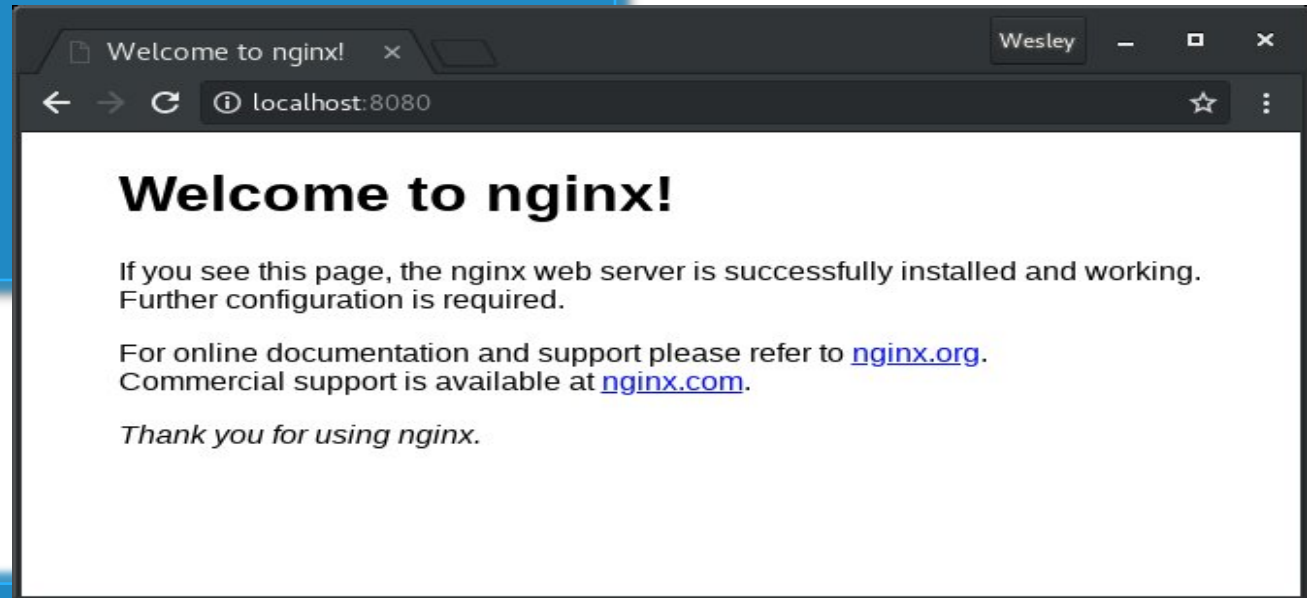 Welcome to nginx!
Wesley
localhost:8080
Welcome to nginx!
If you see this page, the nginx web server is successfully installed and working.
Further configuration is required.
For online documentation and support please refer to nginx.org.
Commercial support is available at nginx.com.
Thank you for using nginx.